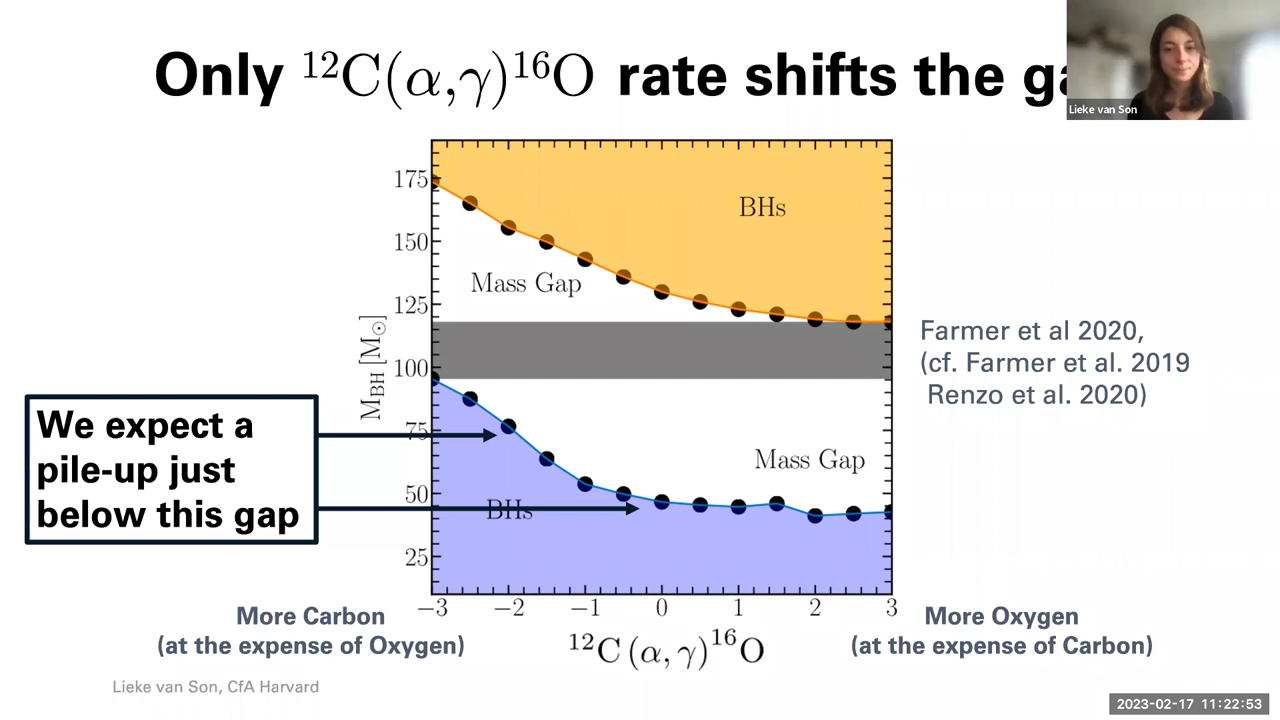 Only ¹²C(α,γ)¹⁶O rate shifts the ga
Lieke van Son
175
150
125
100
75
50
25
M_BH [M_⊙]
BHs
Mass Gap
Mass Gap
BHs
Farmer et al 2020,
(cf. Farmer et al. 2019
Renzo et al. 2020)
We expect a
pile-up just
below this gap
−3 −2 −1 0 1 2 3
¹²C (α, γ)¹⁶O
More Carbon
(at the expense of Oxygen)
More Oxygen
(at the expense of Carbon)
Lieke van Son, CfA Harvard
2023-02-17 11:22:53